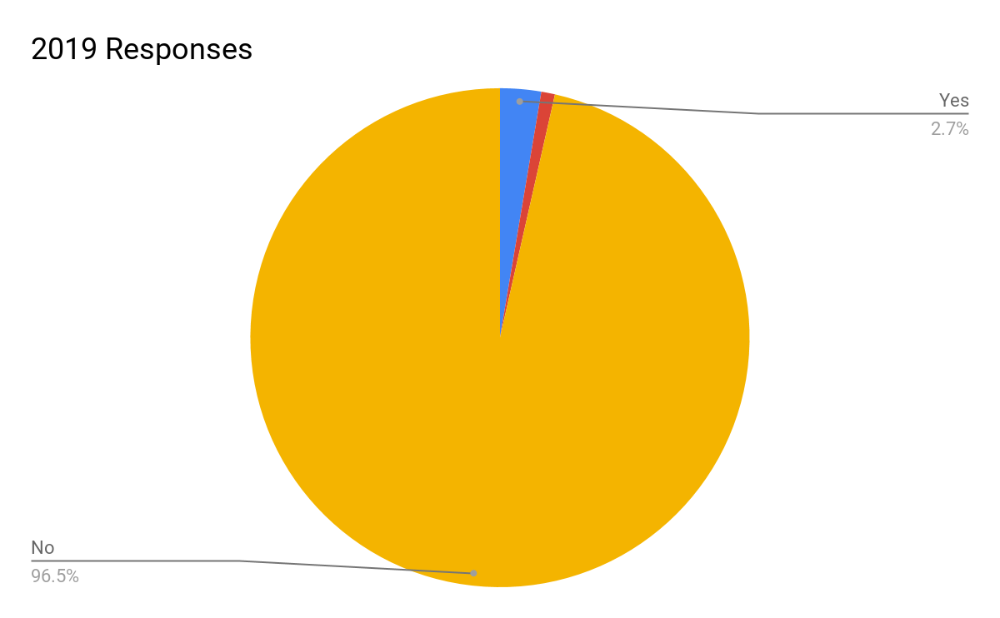 2019 Responses
Yes
2.7%
No
96.5%